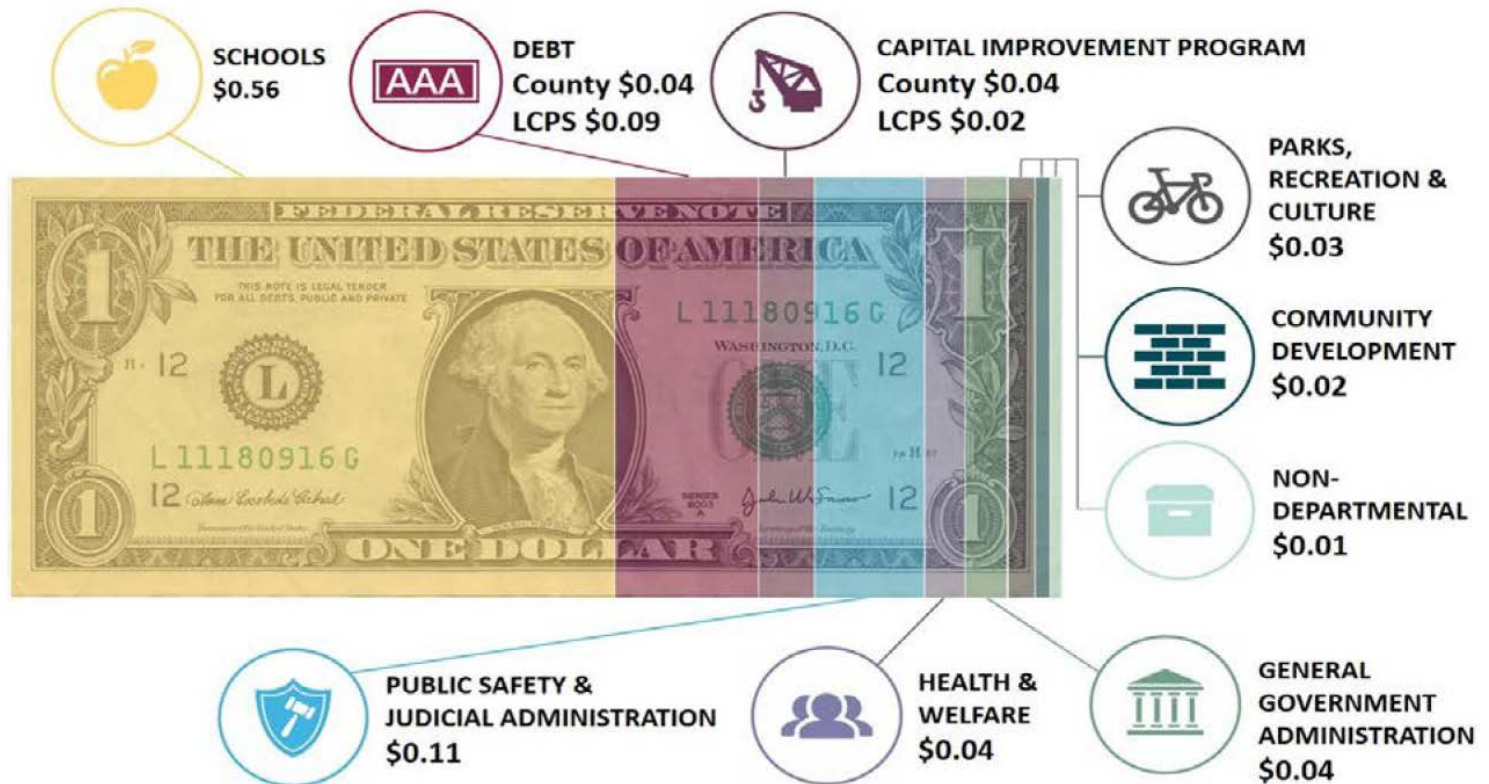 SCHOOLS
$0.56
AAA
DEBT
County $0.04
LCPS $0.09
CAPITAL IMPROVEMENT PROGRAM
County $0.04
LCPS $0.02
PARKS,
RECREATION &
CULTURE
$0.03
COMMUNITY
DEVELOPMENT
$0.02
NON-
DEPARTMENTAL
$0.01
FEDERAL RESERVE NOTE
THE UNITED STATES OF AMERICA
THIS NOTE IS LEGAL TENDER
FOR ALL DEBTS, PUBLIC AND PRIVATE
L 11180916 G
WASHINGTON, D.C.
12
12
L
ONE
L 11180916 G
12
SERIES
2003
A
12
1
1
1
1
ONE DOLLAR
PUBLIC SAFETY &
JUDICIAL ADMINISTRATION
$0.11
HEALTH &
WELFARE
$0.04
GENERAL
GOVERNMENT
ADMINISTRATION
$0.04